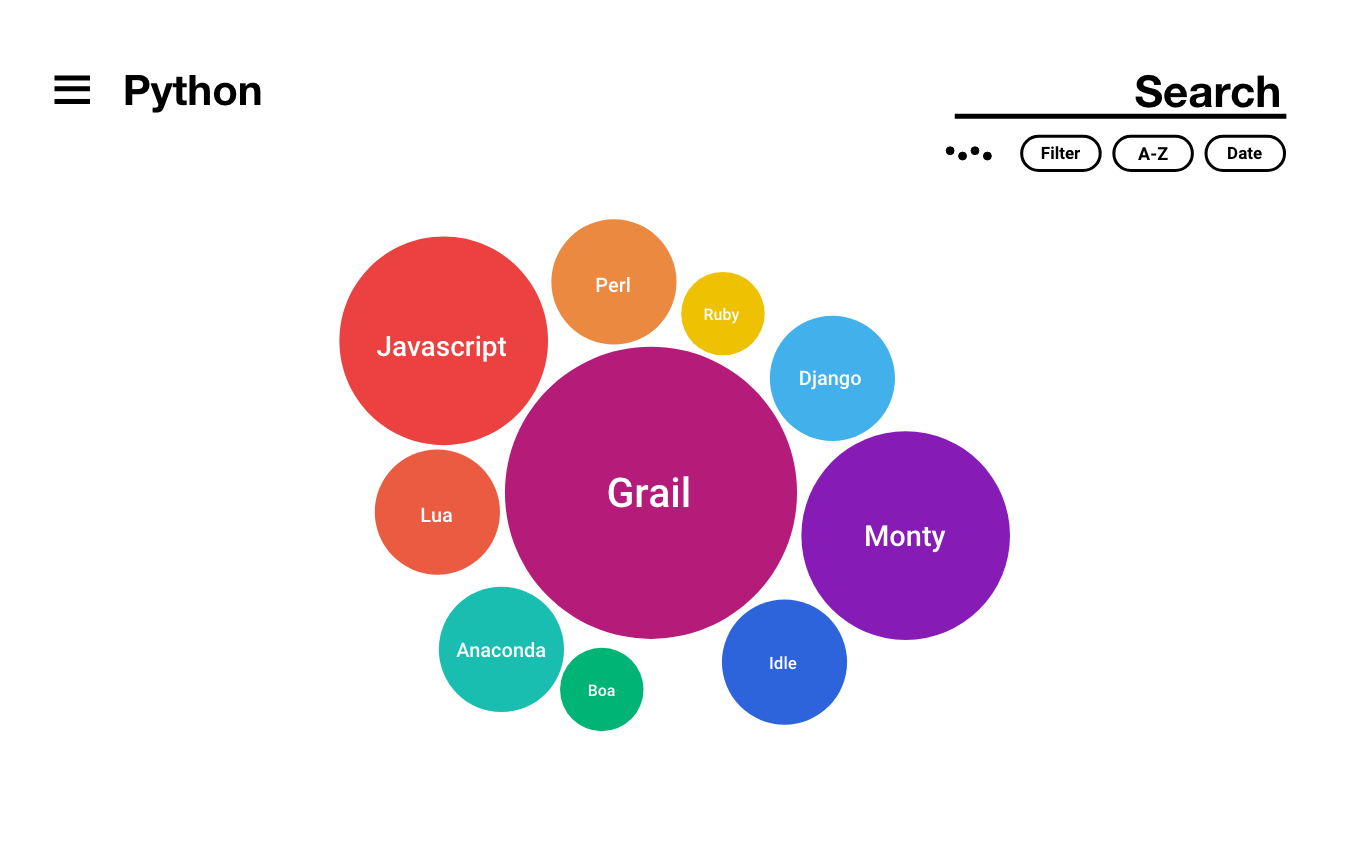 Python
Search
Filter
A-Z
Date
Perl
Ruby
Javascript
Django
Grail
Lua
Monty
Anaconda
Idle
Boa